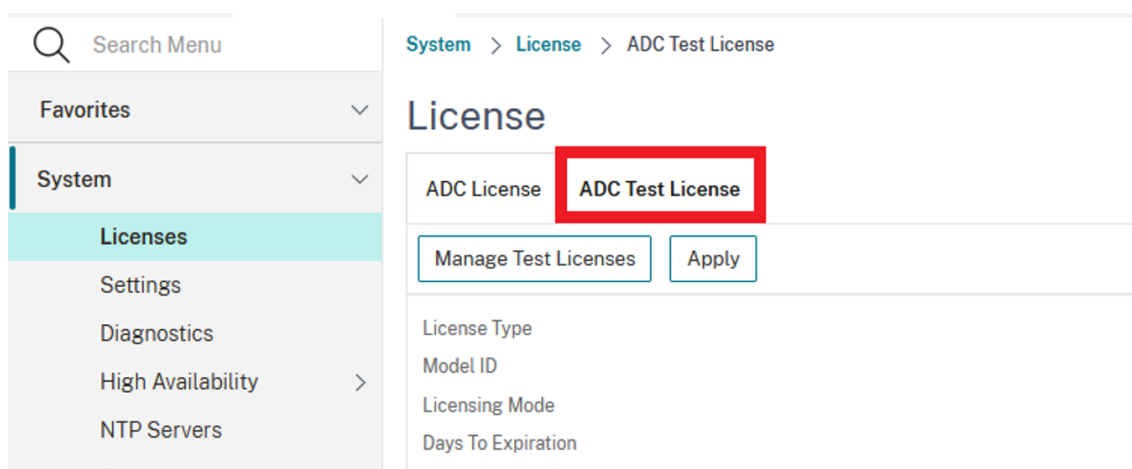 Search Menu
Favorites
System
Licenses
Settings
Diagnostics
High Availability
NTP Servers
System > License > ADC Test License
License
ADC License
ADC Test License
Manage Test Licenses
Apply
License Type
Model ID
Licensing Mode
Days To Expiration